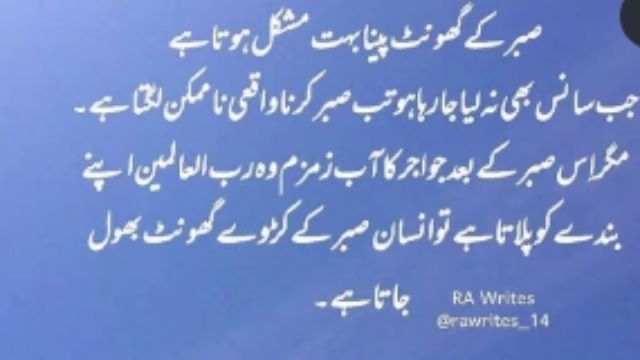 صبر کے گھونٹ پینا بہت مشکل ہوتا ہے
جب سانس بھی نہ لیا جا رہا ہو تب صبر کرنا واقعی ناممکن لگتا ہے۔
مگر اِس صبر کے بعد جو اجر کا آب زمزم وہ رب العالمین اپنے
بندے کو پلاتا ہے تو انسان صبر کے کڑوے گھونٹ بھول
جاتا ہے۔
RA Writes
@rawrites_14